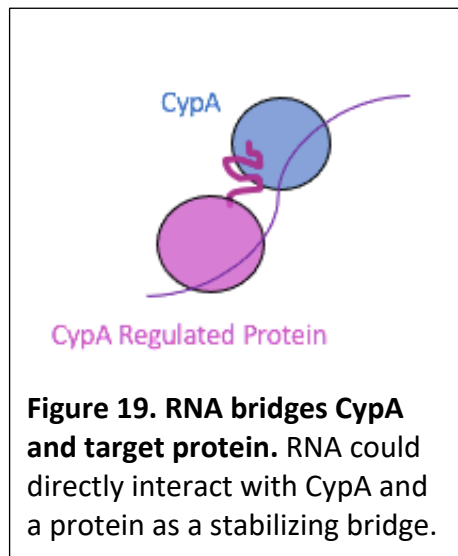 CypA
CypA Regulated Protein
Figure 19. RNA bridges CypA
and target protein. RNA could
directly interact with CypA and
a protein as a stabilizing bridge.